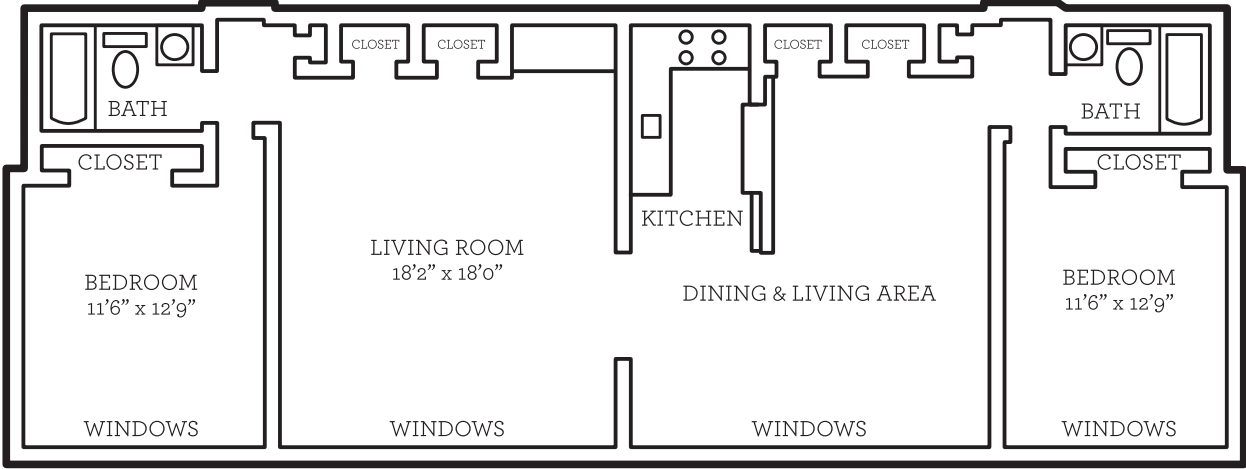 CLOSET
CLOSET
CLOSET
CLOSET
BATH
BATH
CLOSET
CLOSET
KITCHEN
LIVING ROOM
18’2” x 18’0”
BEDROOM
11’6” x 12’9”
DINING & LIVING AREA
BEDROOM
11’6” x 12’9”
WINDOWS
WINDOWS
WINDOWS
WINDOWS